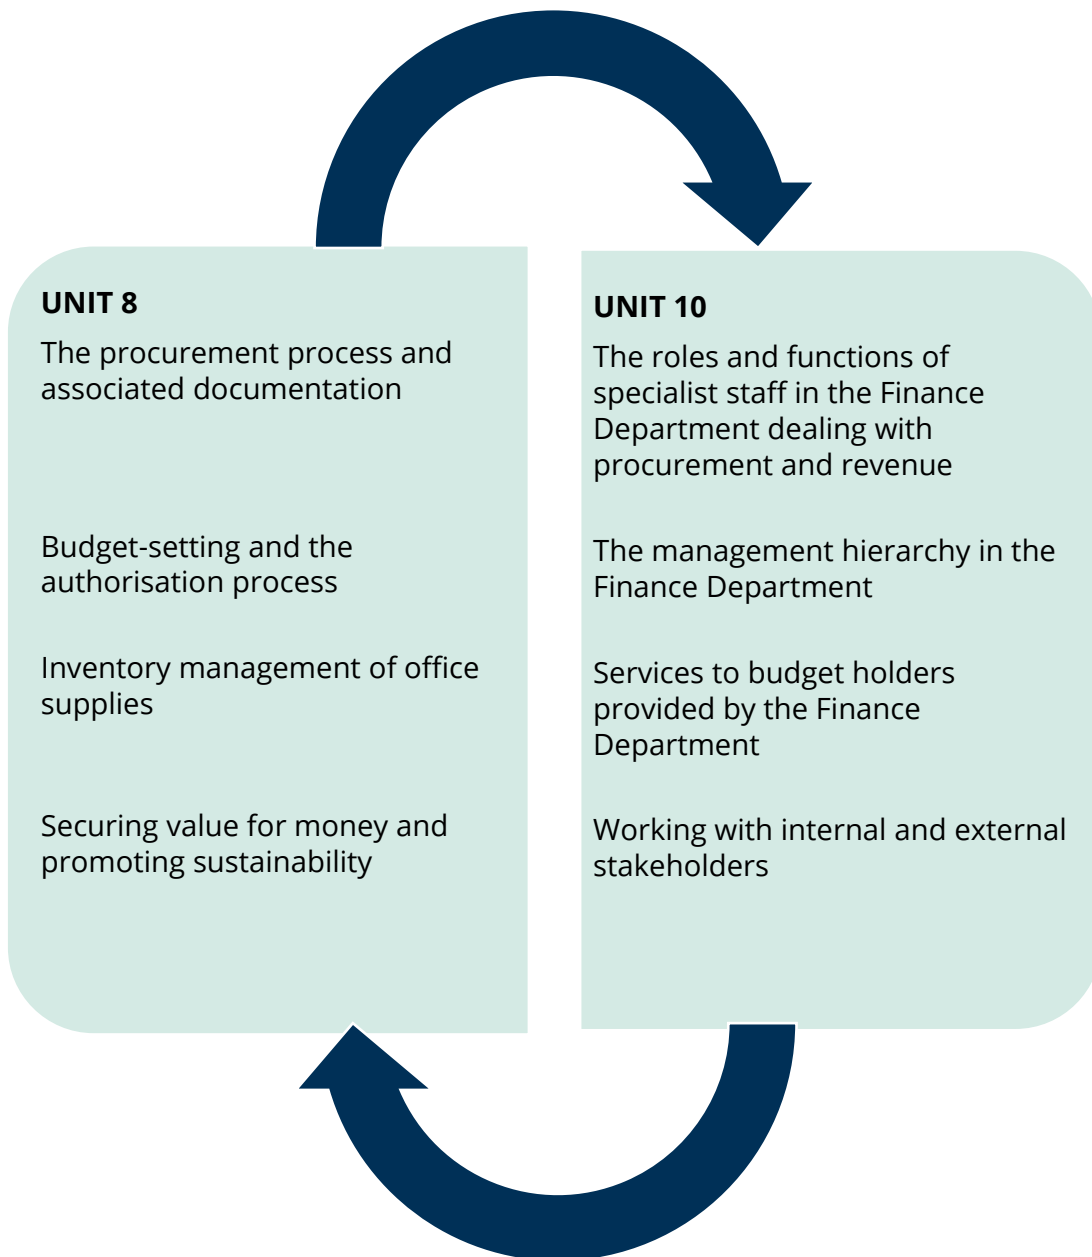 UNIT 8
The procurement process and
associated documentation
Budget-setting and the
authorisation process
Inventory management of office
supplies
Securing value for money and
promoting sustainability
UNIT 10
The roles and functions of
specialist staff in the Finance
Department dealing with
procurement and revenue
The management hierarchy in the
Finance Department
Services to budget holders
provided by the Finance
Department
Working with internal and external
stakeholders